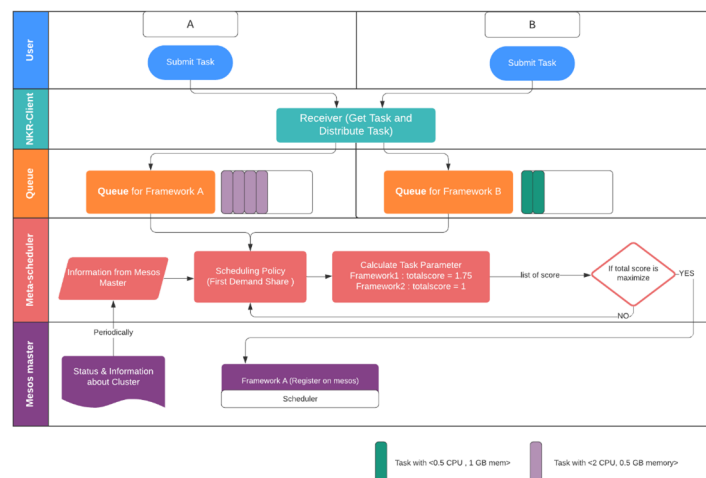 A
B
User
Submit Task
Submit Task
NKR-Client
Receiver (Get Task and
Distribute Task)
Queue
Queue for Framework A
Queue for Framework B
Meta-scheduler
Information from Mesos
Master
Scheduling Policy
(First Demand Share )
Calculate Task Parameter
Framework1 : totalscore = 1.75
Framework2 : totalscore = 1
list of score
If total score is
maximize
YES
NO
Mesos master
Periodically
Status & Information
about Cluster
Framework A (Register on mesos)
Scheduler
Task with <0.5 CPU , 1 GB mem>
Task with <2 CPU, 0.5 GB memory>